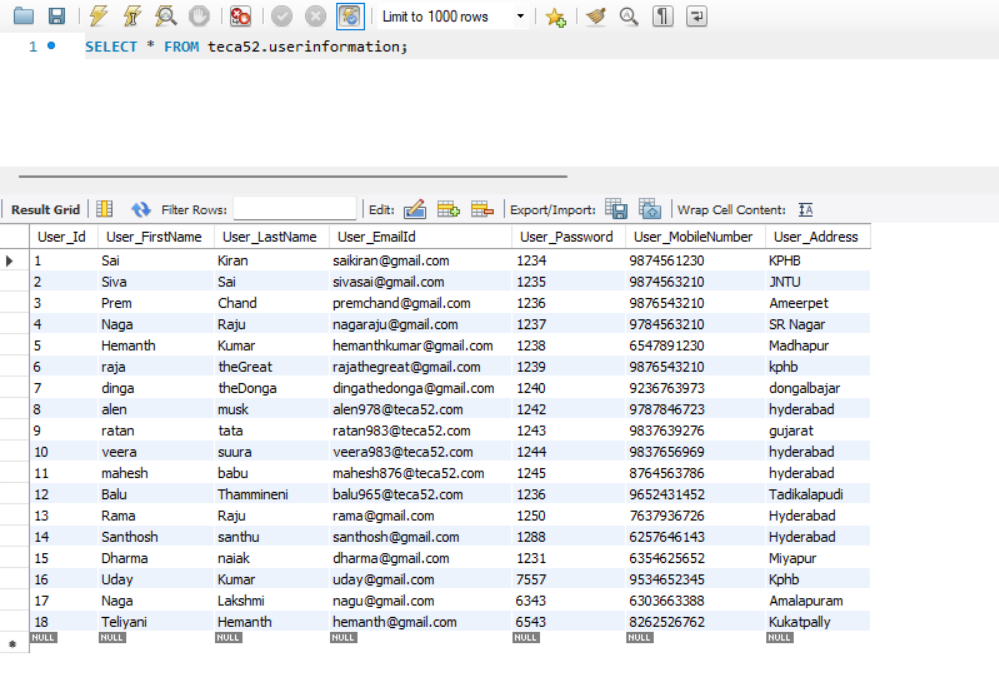 Limit to 1000 rows
1 SELECT * FROM teca52.userinformation;
Result Grid Filter Rows: Edit: Export/Import: Wrap Cell Content: IA
User_Id User_FirstName User_LastName User_EmailId User_Password User_MobileNumber User_Address
1 Sai Kiran saikiran@gmail.com 1234 9874561230 KPHB
2 Siva Sai sivasai@gmail.com 1235 9874563210 JNTU
3 Prem Chand premchand@gmail.com 1236 9876543210 Ameerpet
4 Naga Raju nagaraju@gmail.com 1237 9784563210 SR Nagar
5 Hemanth Kumar hemanthkumar@gmail.com 1238 6547891230 Madhapur
6 raja theGreat rajathegreat@gmail.com 1239 9876543210 kphb
7 dinga theDonga dingathedonga@gmail.com 1240 9236763973 dongalbajar
8 alen musk alen978@teca52.com 1242 9787846723 hyderabad
9 ratan tata ratan983@teca52.com 1243 9837639276 gujarat
10 veera suura veera983@teca52.com 1244 9837656969 hyderabad
11 mahesh babu mahesh876@teca52.com 1245 8764563786 hyderabad
12 Balu Thammineni balu965@teca52.com 1236 9652431452 Tadikalapudi
13 Rama Raju rama@gmail.com 1250 7637936726 Hyderabad
14 Santhosh santhu santhosh@gmail.com 1288 6257646143 Hyderabad
15 Dharma naiak dharma@gmail.com 1231 6354625652 Miyapur
16 Uday Kumar uday@gmail.com 7557 9534652345 Kphb
17 Naga Lakshmi nagu@gmail.com 6343 6303663388 Amalapuram
18 Teliyani Hemanth hemanth@gmail.com 6543 8262526762 Kukatpally
NULL NULL NULL NULL NULL NULL NULL